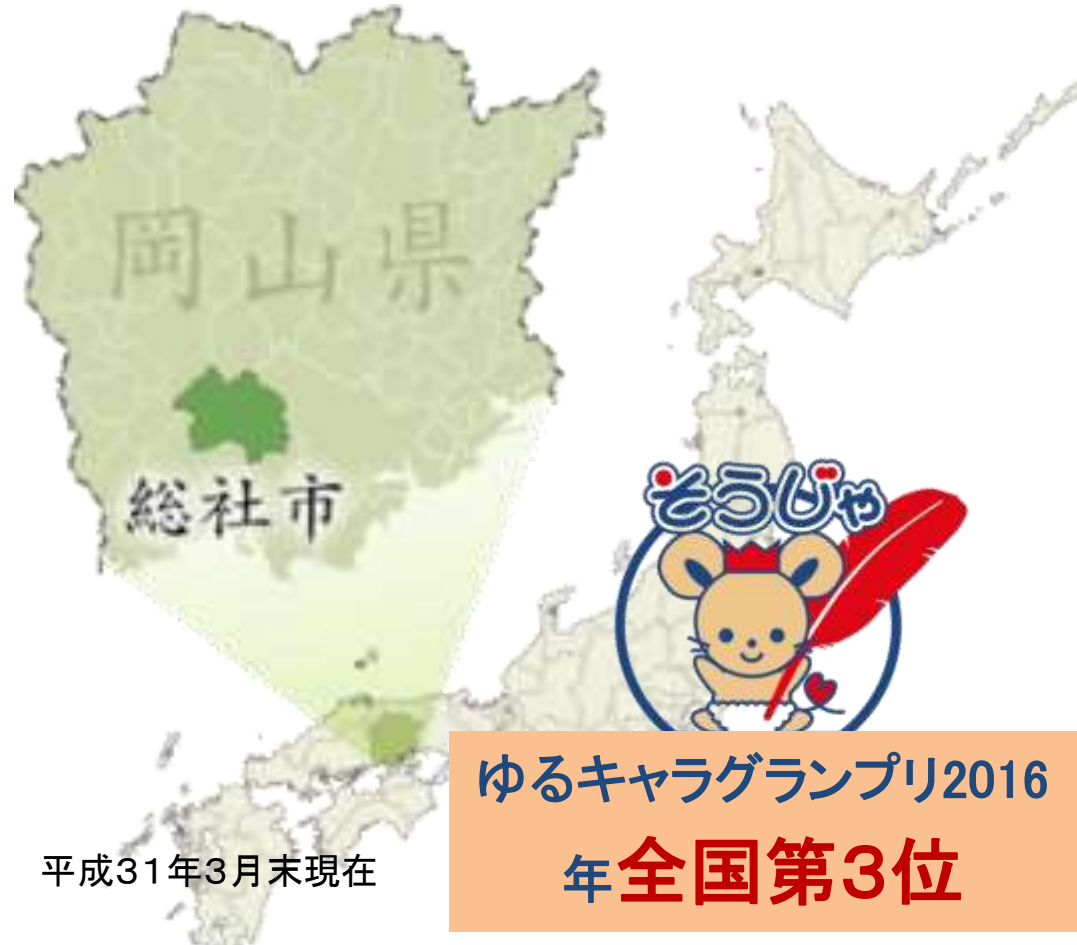 岡山県
総社市
そうじゃ
ゆるキャラグランプリ2016
年全国第3位
平成３１年３月末現在